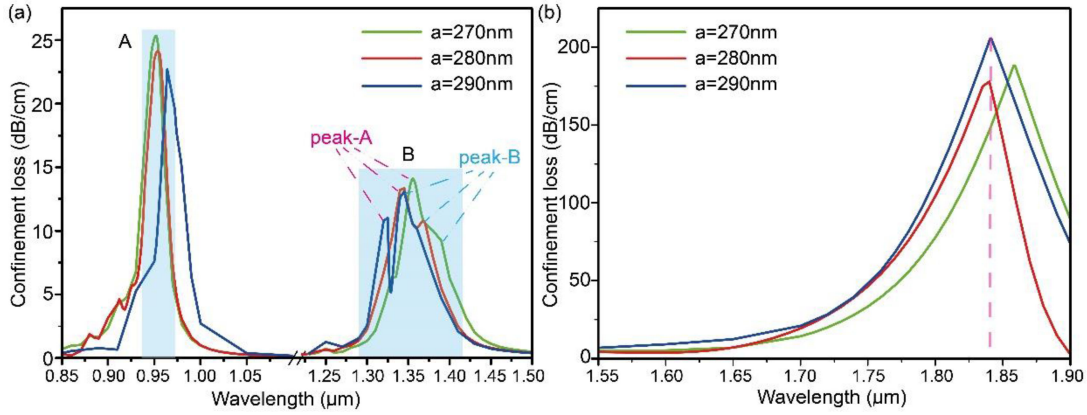 (a)
A
a=270nm
a=280nm
a=290nm
peak-A
B
peak-B
Confinement loss (dB/cm)
25
20
15
10
5
0
0.85 0.90 0.95 1.00 1.05 1.25 1.30 1.35 1.40 1.45 1.50
Wavelength (μm)
(b)
a=270nm
a=280nm
a=290nm
Confinement loss (dB/cm)
200
150
100
50
0
1.55 1.60 1.65 1.70 1.75 1.80 1.85 1.90
Wavelength (μm)